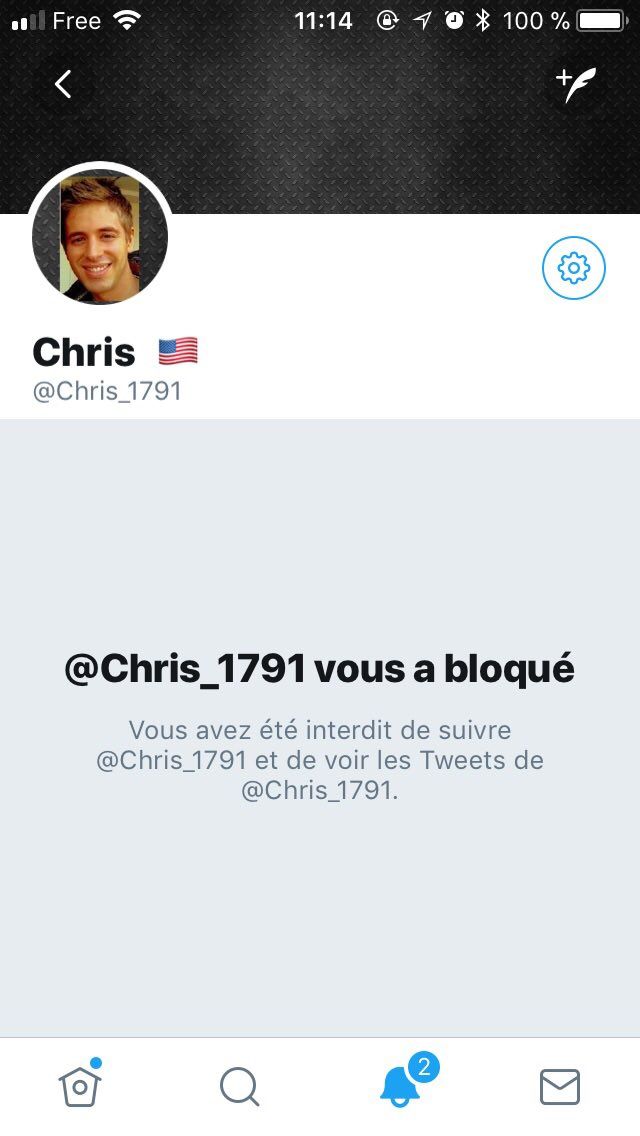 Free 11:14 100 %
Chris 🇺🇸
@Chris_1791
@Chris_1791 vous a bloqué
Vous avez été interdit de suivre
@Chris_1791 et de voir les Tweets de
@Chris_1791.
2